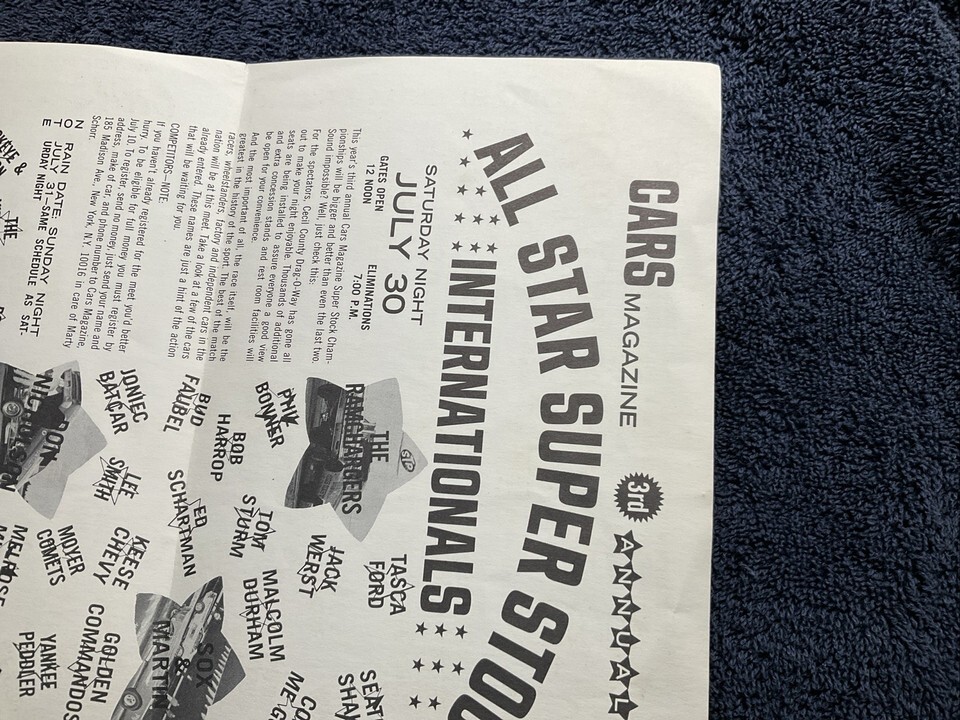 CARS MAGAZINE 3rd ANNUAL
ALL STAR SUPER
INTERNATIONALS
SATURDAY NIGHT
JULY 30
GATES OPEN
12 NOON
ELIMINATIONS
7:00 P.M.
This year's third annual Cars Magazine Super Stock Cham-
pionships will be bigger and better than even the last two.
Sound impossible? Well, just check this:
For the spectators, Cecil County Drag-O-Way has gone all
out to make your night enjoyable. Thousands of additional
seats are being installed to assure everyone a good view
and extra concession stands and rest room facilities will
be open for your convenience.
And the most important of all, the race itself, will be the
greatest in the history of the sport. The best of the match
racers, wheelstanders, factory and independent cars in the
nation will be at this meet. Take a look at a few of the cars
already entered. These names are just a hint of the action
that will be waiting for you.
COMPETITORS—NOTE:
If you haven't already registered for the meet you'd better
hurry. To be eligible for full money you must register by
July 10. To register, send no money, just send your name and
address, make of car, and phone number to Cars Magazine,
185 Madison Ave., New York, N.Y. 10016 in care of Marty
Schorr.
NOTE
RAIN DATE, SUNDAY NIGHT
JULY 31—SAME SCHEDULE AS SAT
URDAY NIGHT
THE
RAMCHARGERS
TASCA
FORD
PHIL
BONNER
JACK
WERST
BOB
HARROP
TOM
STURM
MALCOLM
DURHAM
BUD
FAUBEL
ED
SCHARTMAN
SOX
&
MARTIN
JONIEC
BATCAR
LEE
SMITH
KEESE
CHEVY
GOLDEN
COMMANDOS
MOYER
COMETS
YANKEE
PEDDLER
MELROSE
THE
STP